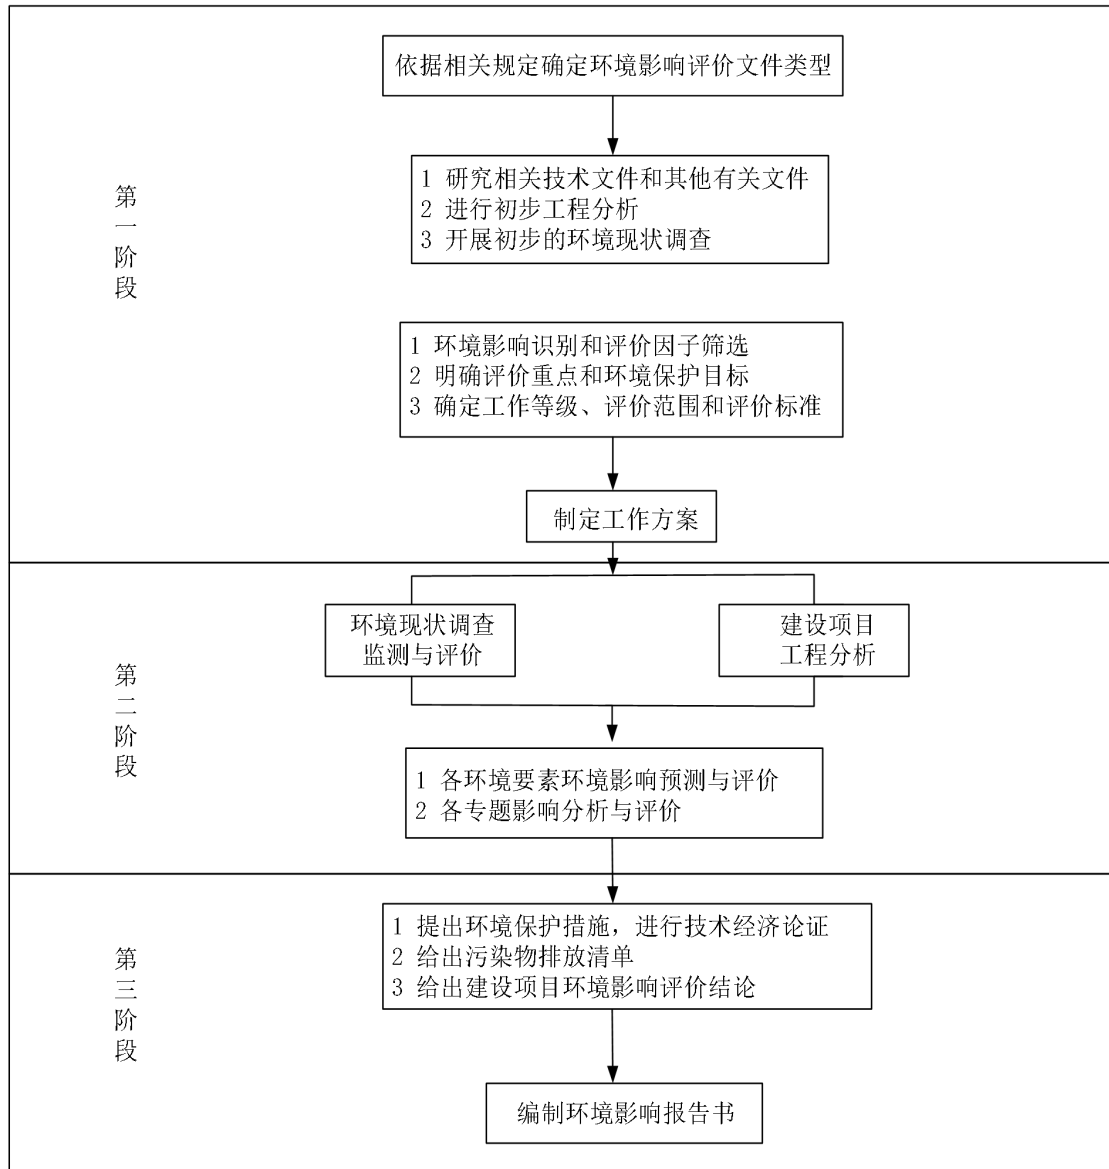 依据相关规定确定环境影响评价文件类型
第一阶段
1 研究相关技术文件和其他有关文件
2 进行初步工程分析
3 开展初步的环境现状调查
1 环境影响识别和评价因子筛选
2 明确评价重点和环境保护目标
3 确定工作等级、评价范围和评价标准
制定工作方案
第二阶段
环境现状调查
监测与评价
建设项目
工程分析
1 各环境要素环境影响预测与评价
2 各专题影响分析与评价
第三阶段
1 提出环境保护措施，进行技术经济论证
2 给出污染物排放清单
3 给出建设项目环境影响评价结论
编制环境影响报告书